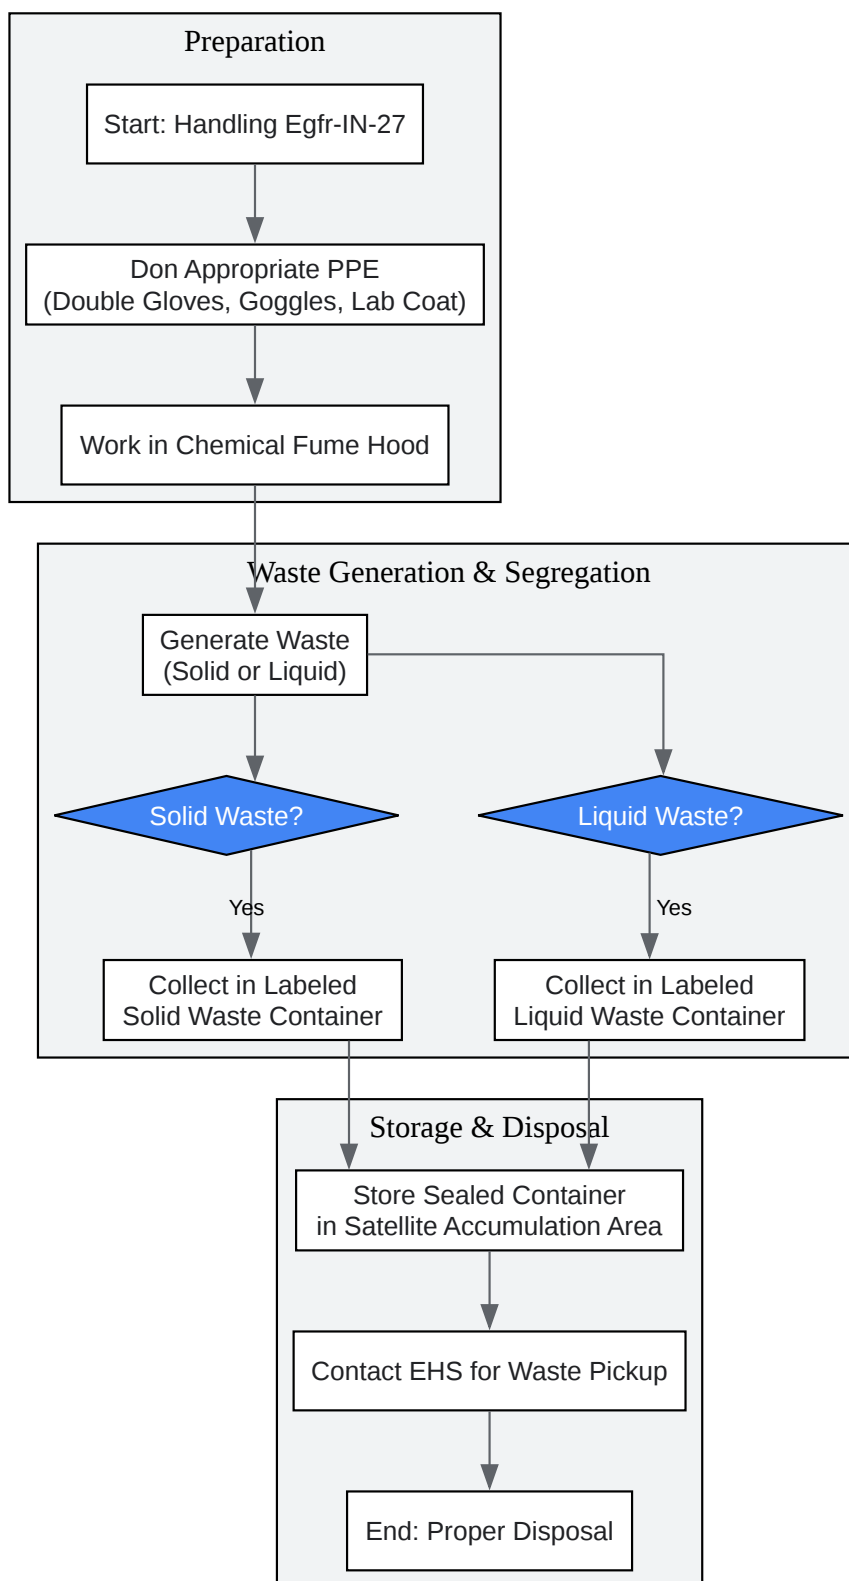 Preparation
Start: Handling Egfr-IN-27
Don Appropriate PPE
(Double Gloves, Goggles, Lab Coat)
Work in Chemical Fume Hood
Waste Generation & Segregation
Generate Waste
(Solid or Liquid)
Solid Waste?
Liquid Waste?
Yes
Yes
Collect in Labeled
Solid Waste Container
Collect in Labeled
Liquid Waste Container
Storage & Disposal
Store Sealed Container
in Satellite Accumulation Area
Contact EHS for Waste Pickup
End: Proper Disposal